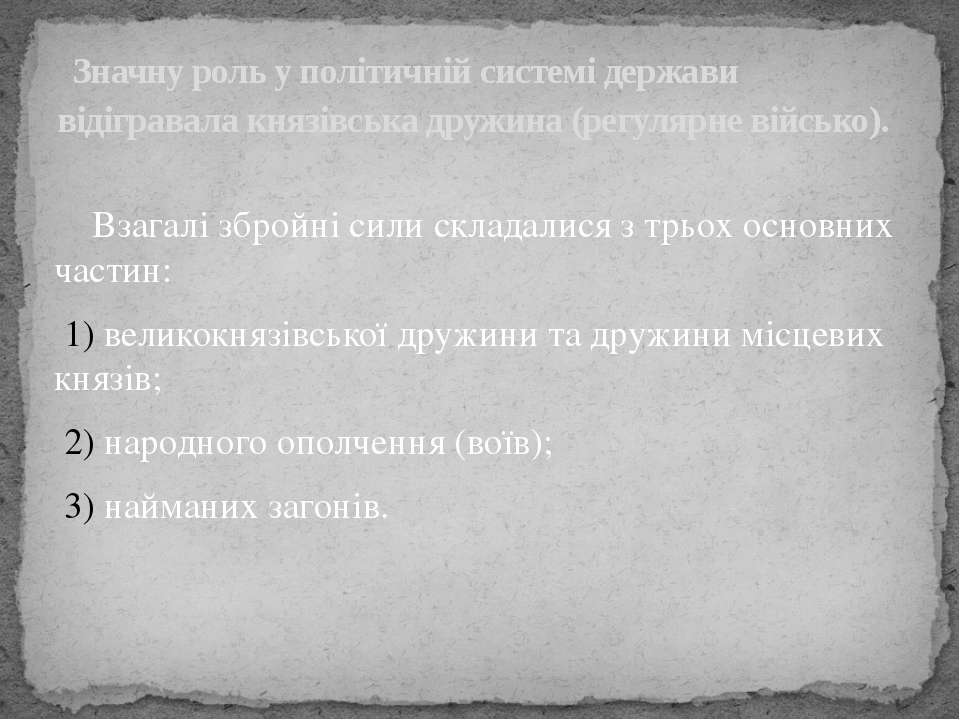 Значну роль у політичній системі держави
відігравала князівська дружина (регулярне військо).
Взагалі збройні сили складалися з трьох основних
частин:
1) великокнязівської дружини та дружини місцевих
князів;
2) народного ополчення (воїв);
3) найманих загонів.